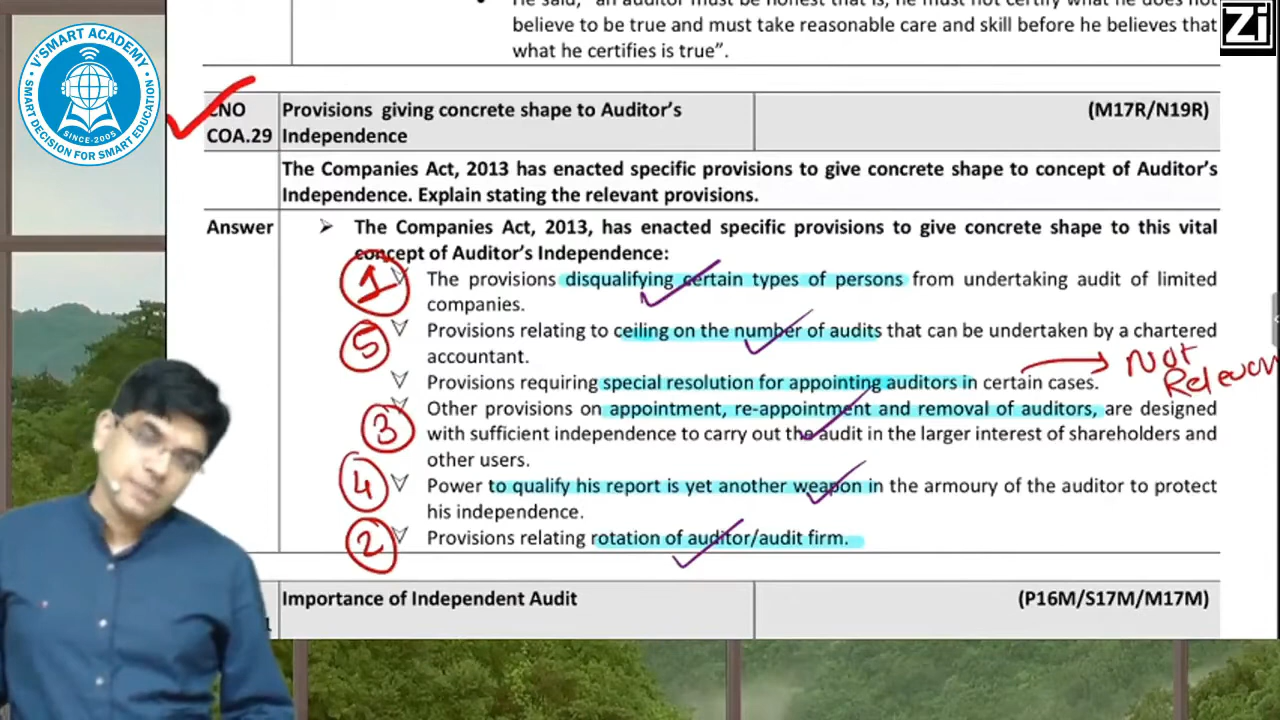 He said, "an auditor must be honest that is, he must not certify what he does not
believe to be true and must take reasonable care and skill before he believes that
what he certifies is true".
Zi
V'SMART ACADEMY
SINCE-2005
SMART DECISION FOR SMART EDUCATION
CNO
COA.29
Provisions giving concrete shape to Auditor's
Independence
(M17R/N19R)
The Companies Act, 2013 has enacted specific provisions to give concrete shape to concept of Auditor's
Independence. Explain stating the relevant provisions.
Answer
The Companies Act, 2013, has enacted specific provisions to give concrete shape to this vital
concept of Auditor's Independence:
1 The provisions disqualifying certain types of persons from undertaking audit of limited
companies.
5 Provisions relating to ceiling on the number of audits that can be undertaken by a chartered
accountant.
Provisions requiring special resolution for appointing auditors in certain cases.
Not
Relevan
3 Other provisions on appointment, re-appointment and removal of auditors, are designed
with sufficient independence to carry out the audit in the larger interest of shareholders and
other users.
4 Power to qualify his report is yet another weapon in the armoury of the auditor to protect
his independence.
2 Provisions relating rotation of auditor/audit firm.
1
Importance of Independent Audit
(P16M/S17M/M17M)